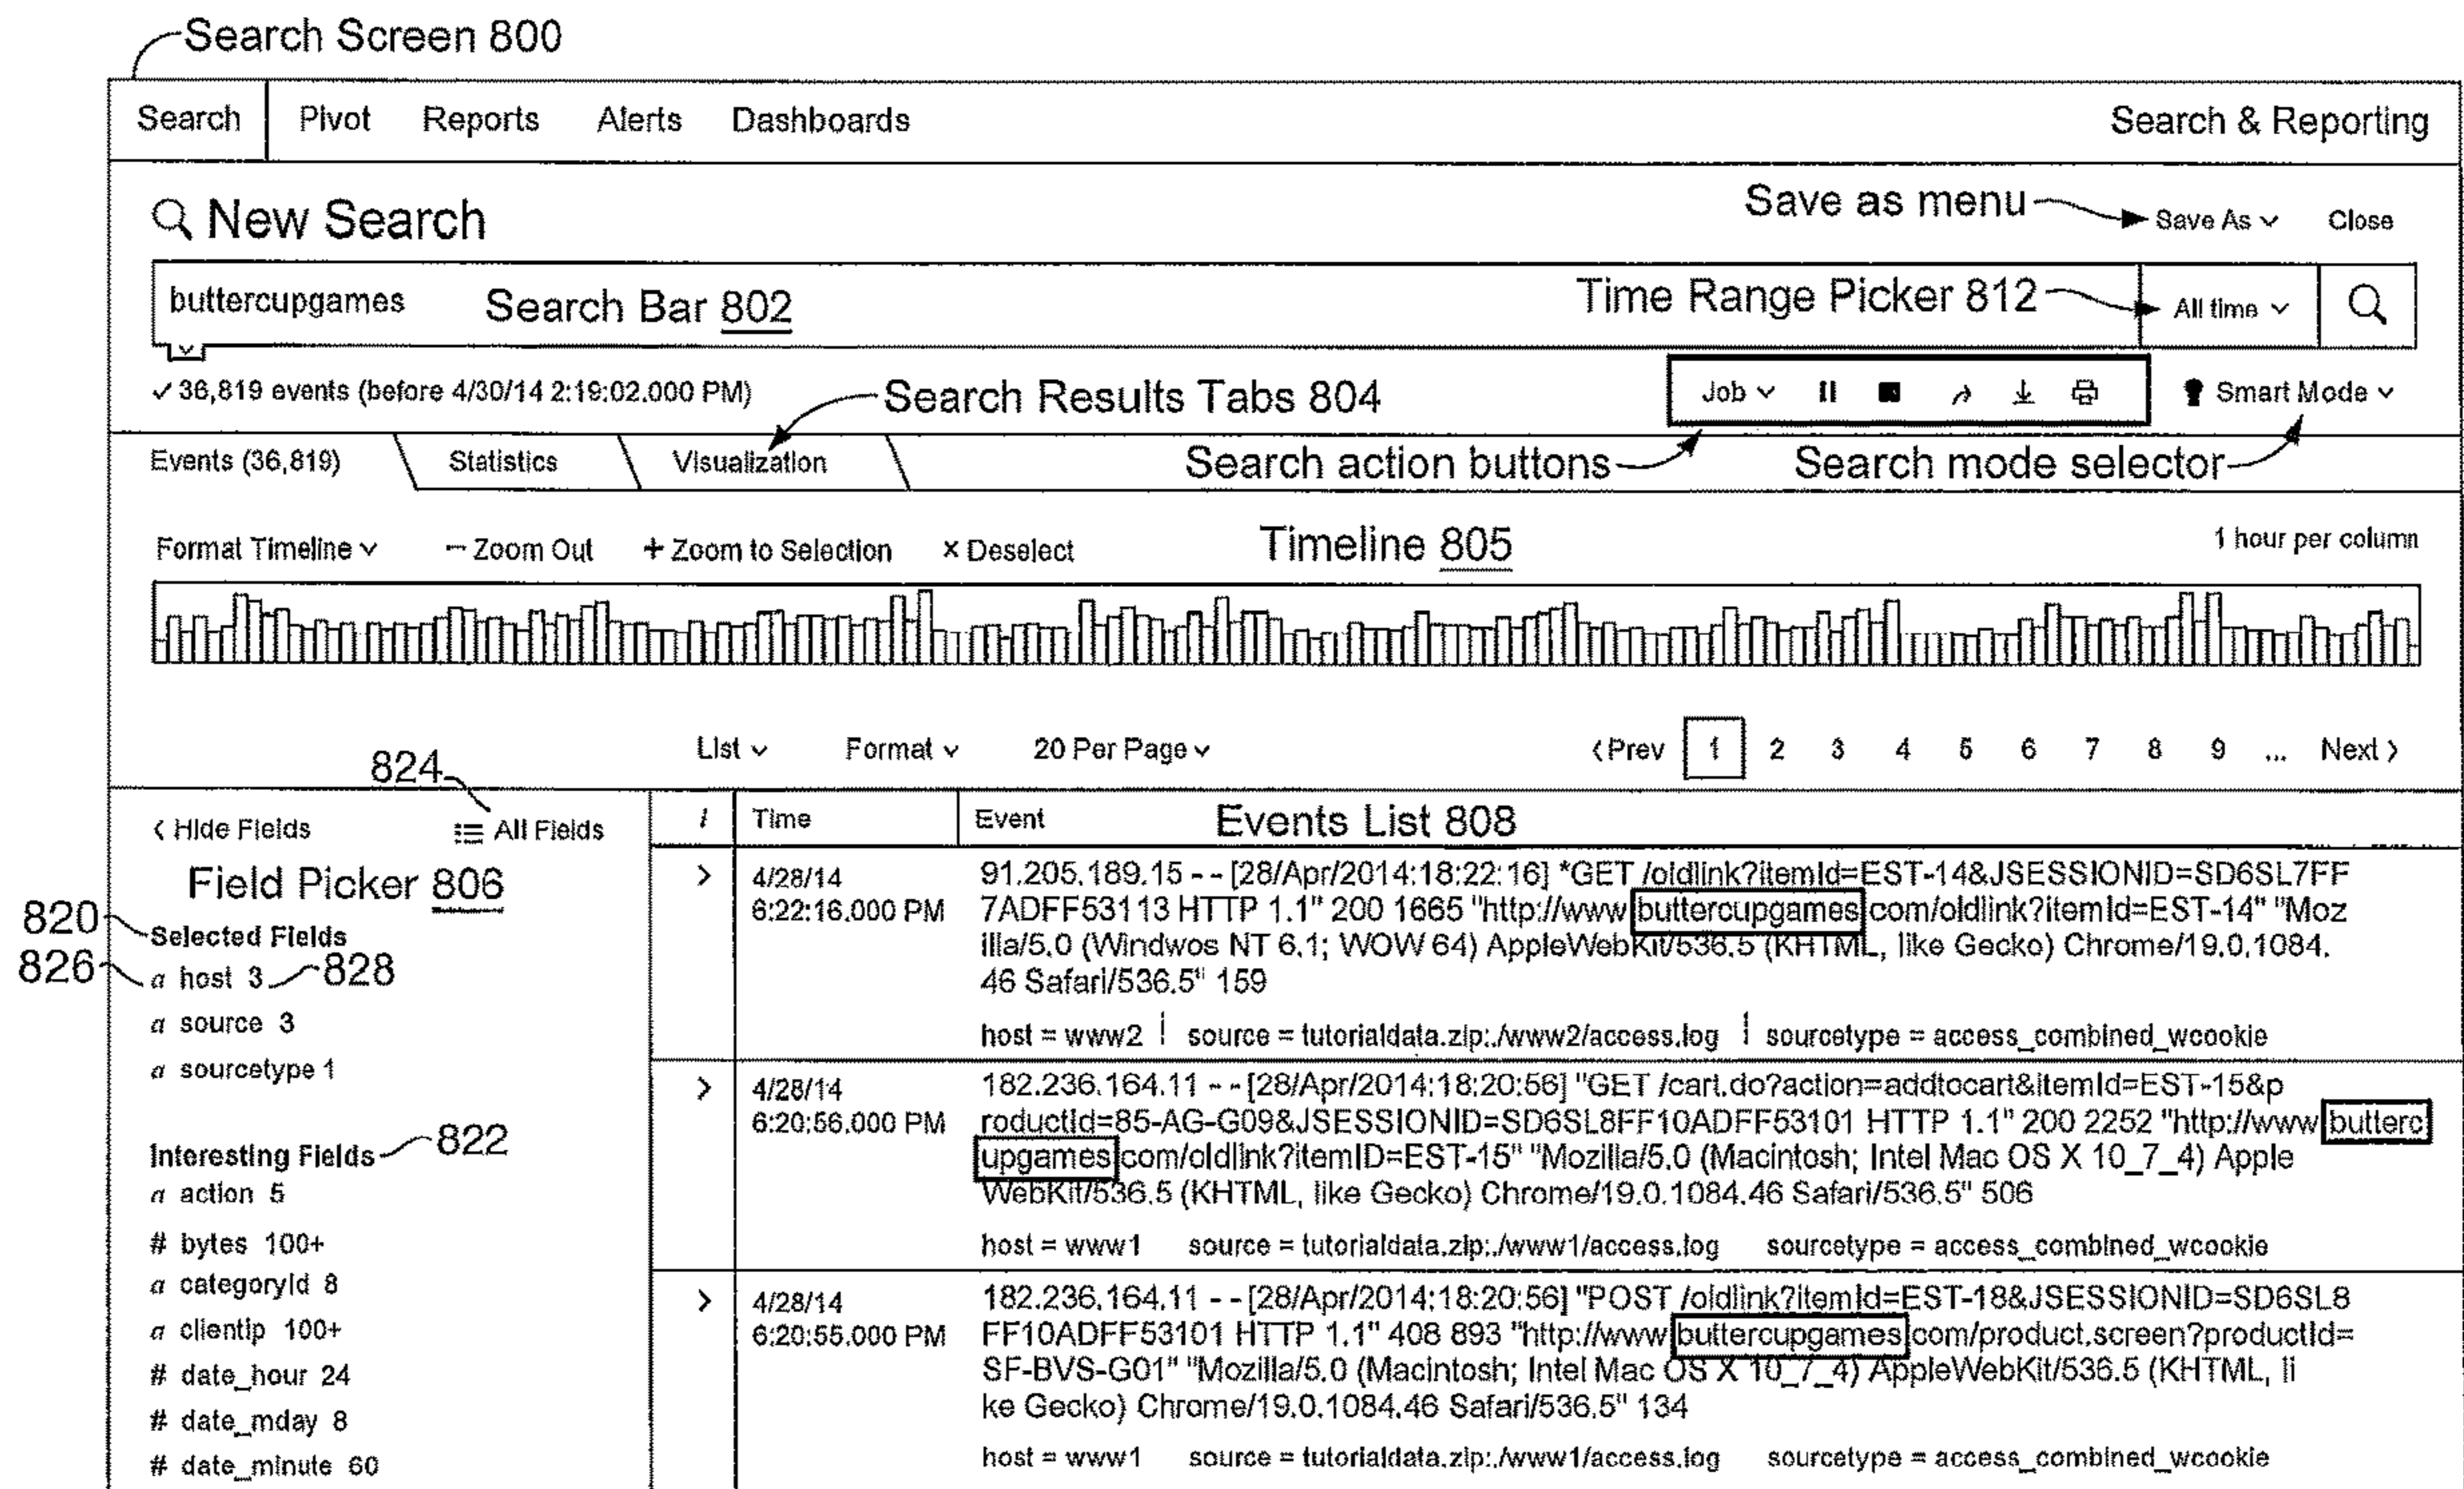 Search Screen 800
Search Pivot Reports Alerts Dashboards Search & Reporting
New Search Save as menu Save As Close
buttercupgames Search Bar 802 Time Range Picker 812 All time
36,819 events (before 4/30/14 2:19:02.000 PM) Search Results Tabs 804 Job Smart Mode
Events (36,819) Statistics Visualization Search action buttons Search mode selector
Format Timeline – Zoom Out + Zoom to Selection × Deselect Timeline 805 1 hour per column
List Format 20 Per Page < Prev 1 2 3 4 5 6 7 8 9 ... Next >
824
< Hide Fields All Fields
Field Picker 806
820 Selected Fields
826 a host 3 828
a source 3
a sourcetype 1
Interesting Fields 822
a action 5
# bytes 100+
a categoryId 8
a clientip 100+
# date_hour 24
# date_mday 8
# date_minute 60
i Time Event Events List 808
> 4/28/14
6:22:16.000 PM
91.205.189.15 - - [28/Apr/2014:18:22:16] *GET /oldlink?itemId=EST-14&JSESSIONID=SD6SL7FF
7ADFF53113 HTTP 1.1" 200 1665 "http://www buttercupgames com/oldlink?itemId=EST-14" "Moz
illa/5.0 (Windwos NT 6.1; WOW 64) AppleWebKit/536.5 (KHTML, like Gecko) Chrome/19.0.1084.
46 Safari/536.5" 159
host = www2 | source = tutorialdata.zip:./www2/access.log | sourcetype = access_combined_wcookie
> 4/28/14
6:20:56.000 PM
182.236.164.11 - - [28/Apr/2014:18:20:56] "GET /cart.do?action=addtocart&itemId=EST-15&p
roductId=85-AG-G09&JSESSIONID=SD6SL8FF10ADFF53101 HTTP 1.1" 200 2252 "http://www butterc
upgames com/oldlink?itemID=EST-15" "Mozilla/5.0 (Macintosh; Intel Mac OS X 10_7_4) Apple
WebKit/536.5 (KHTML, like Gecko) Chrome/19.0.1084.46 Safari/536.5" 506
host = www1 source = tutorialdata.zip:./www1/access.log sourcetype = access_combined_wcookie
> 4/28/14
6:20:55.000 PM
182.236.164.11 - - [28/Apr/2014:18:20:56] "POST /oldlink?itemId=EST-18&JSESSIONID=SD6SL8
FF10ADFF53101 HTTP 1.1" 408 893 "http://www buttercupgames com/product.screen?productId=
SF-BVS-G01" "Mozilla/5.0 (Macintosh; Intel Mac OS X 10_7_4) AppleWebKit/536.5 (KHTML, li
ke Gecko) Chrome/19.0.1084.46 Safari/536.5" 134
host = www1 source = tutorialdata.zip:./www1/access.log sourcetype = access_combined_wcookie